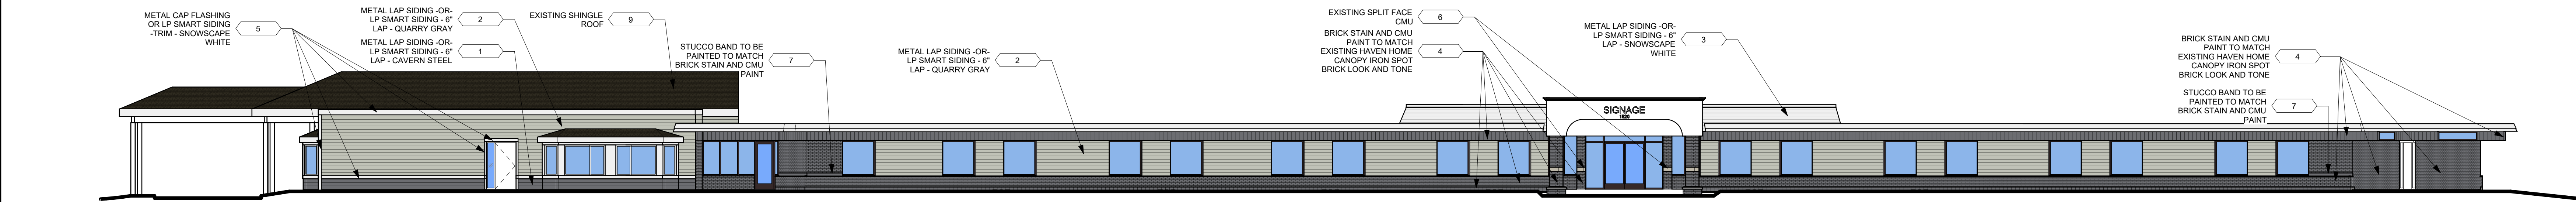 METAL CAP FLASHING
OR LP SMART SIDING
-TRIM - SNOWSCAPE
WHITE
5
METAL LAP SIDING -OR-
LP SMART SIDING - 6"
LAP - QUARRY GRAY
2
METAL LAP SIDING -OR-
LP SMART SIDING - 6"
LAP - CAVERN STEEL
1
EXISTING SHINGLE
ROOF
9
STUCCO BAND TO BE
PAINTED TO MATCH
BRICK STAIN AND CMU
PAINT
7
METAL LAP SIDING -OR-
LP SMART SIDING - 6"
LAP - QUARRY GRAY
2
EXISTING SPLIT FACE
CMU
6
BRICK STAIN AND CMU
PAINT TO MATCH
EXISTING HAVEN HOME
CANOPY IRON SPOT
BRICK LOOK AND TONE
4
METAL LAP SIDING -OR-
LP SMART SIDING - 6"
LAP - SNOWSCAPE
WHITE
3
SIGNAGE
1520
BRICK STAIN AND CMU
PAINT TO MATCH
EXISTING HAVEN HOME
CANOPY IRON SPOT
BRICK LOOK AND TONE
4
STUCCO BAND TO BE
PAINTED TO MATCH
BRICK STAIN AND CMU
PAINT
7